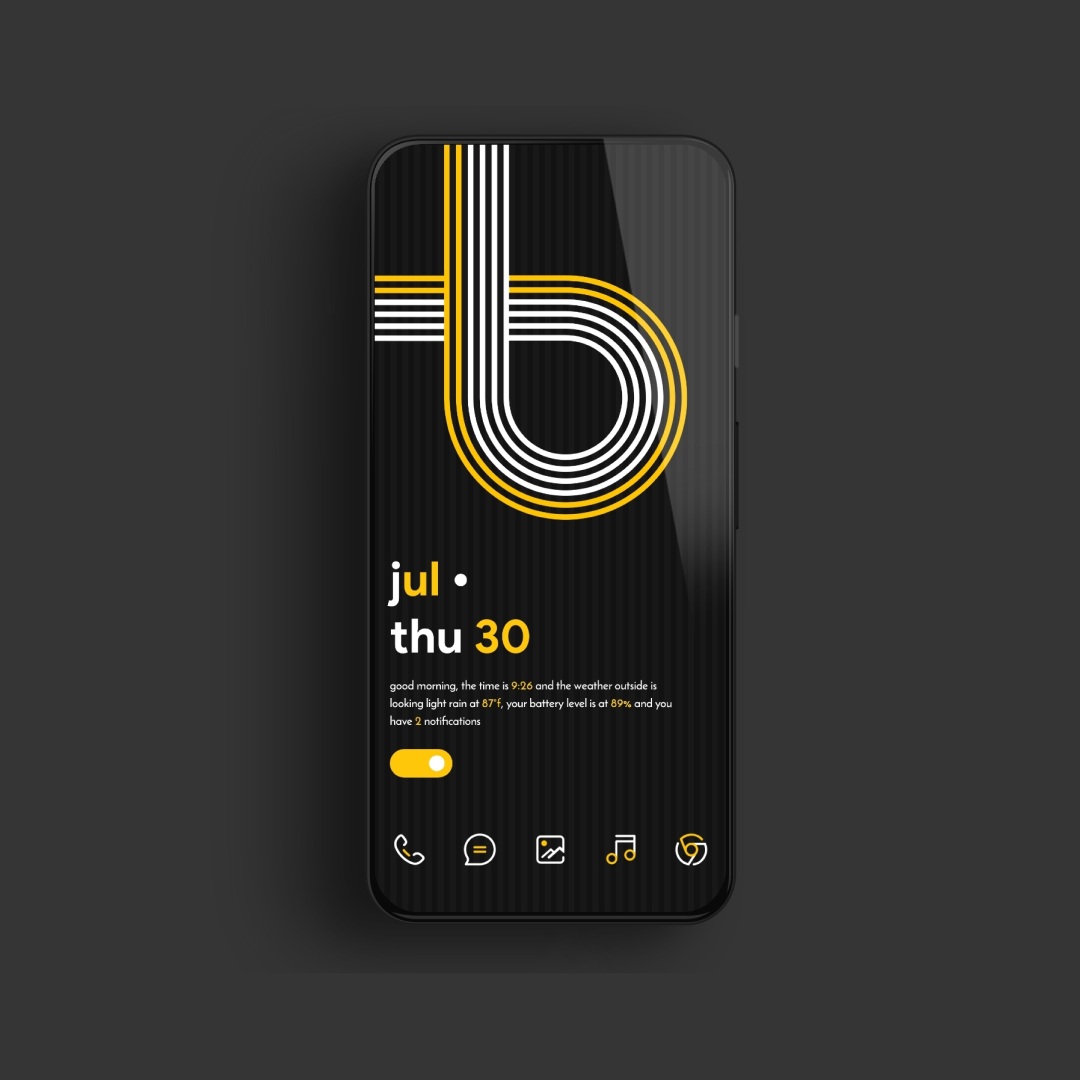 jul •
thu 30
good morning, the time is 9:26 and the weather outside is
looking light rain at 87°f, your battery level is at 89% and you
have 2 notifications